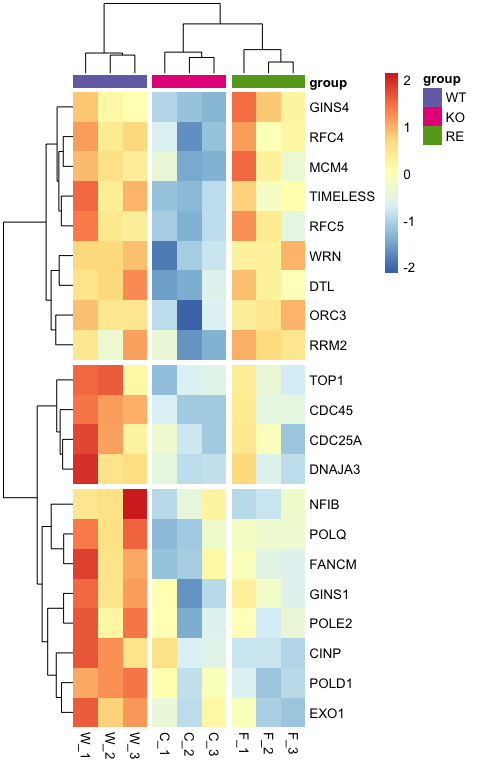 group
GINS4
RFC4
MCM4
TIMELESS
RFC5
WRN
DTL
ORC3
RRM2
TOP1
CDC45
CDC25A
DNAJA3
NFIB
POLQ
FANCM
GINS1
POLE2
CINP
POLD1
EXO1
W_1
W_2
W_3
C_1
C_2
C_3
F_1
F_2
F_3
2
1
0
-1
-2
group
WT
KO
RE